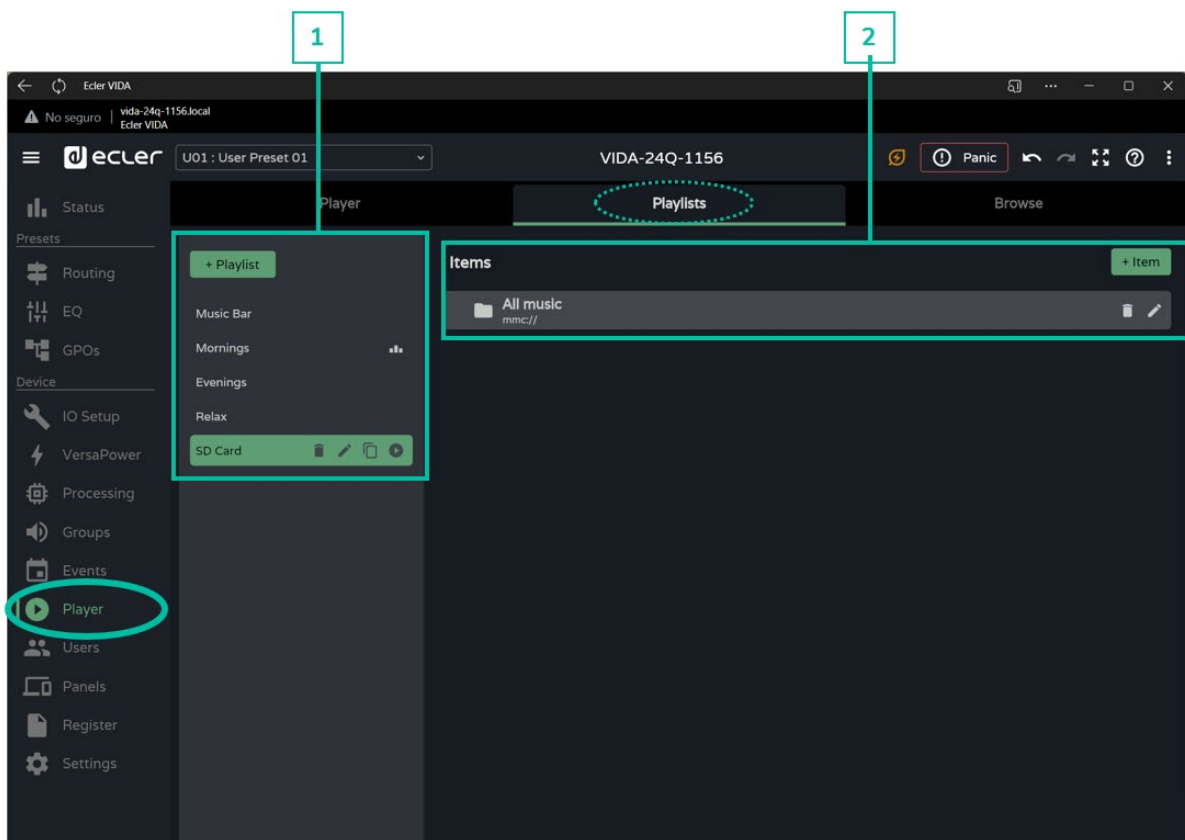 1
2
Ecler VIDA
No seguro
vida-24q-1156.local
Ecler VIDA
ecler
U01 : User Preset 01
VIDA-24Q-1156
Panic
Status
Player
Playlists
Browse
Presets
Routing
EQ
GPOs
Device
IO Setup
VersaPower
Processing
Groups
Events
Player
Users
Panels
Register
Settings
+ Playlist
Music Bar
Mornings
Evenings
Relax
SD Card
Items
+ Item
All music
mmc://